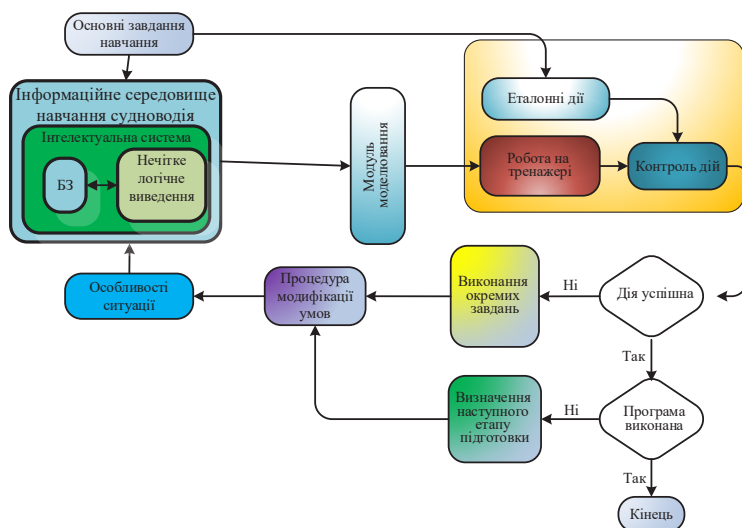 Основні завдання
навчання
Інформаційне середовище
навчання судноводія
Інтелектуальна система
БЗ
Нечітке
логічне
виведення
Модуль
моделювання
Еталонні дії
Робота на
тренажері
Контроль дій
Особливості
ситуації
Процедура
модифікації
умов
Виконання
окремих
завдань
Ні
Дія успішна
Так
Визначення
наступного
етапу
підготовки
Ні
Програма
виконана
Так
Кінець